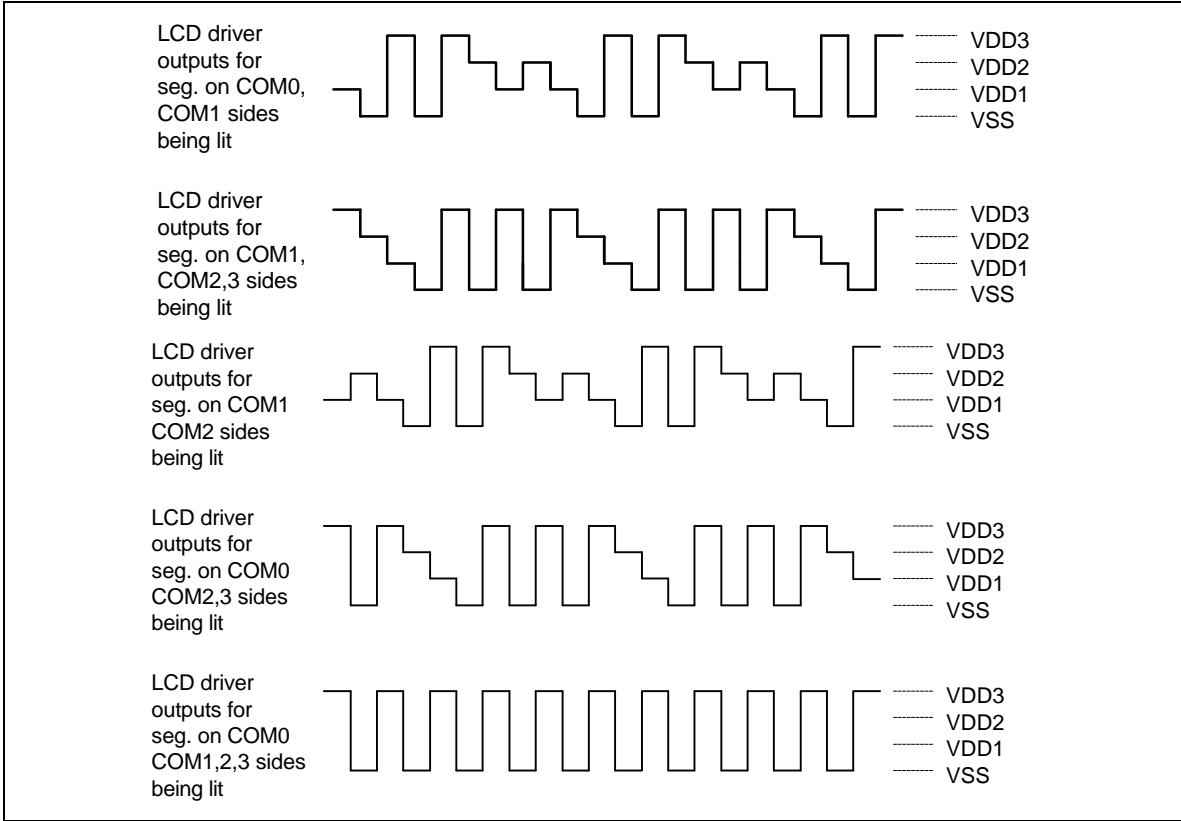 LCD driver
outputs for
seg. on COM0,
COM1 sides
being lit
VDD3
VDD2
VDD1
VSS
LCD driver
outputs for
seg. on COM1,
COM2,3 sides
being lit
VDD3
VDD2
VDD1
VSS
LCD driver
outputs for
seg. on COM1
COM2 sides
being lit
VDD3
VDD2
VDD1
VSS
LCD driver
outputs for
seg. on COM0
COM2,3 sides
being lit
VDD3
VDD2
VDD1
VSS
LCD driver
outputs for
seg. on COM0
COM1,2,3 sides
being lit
VDD3
VDD2
VDD1
VSS